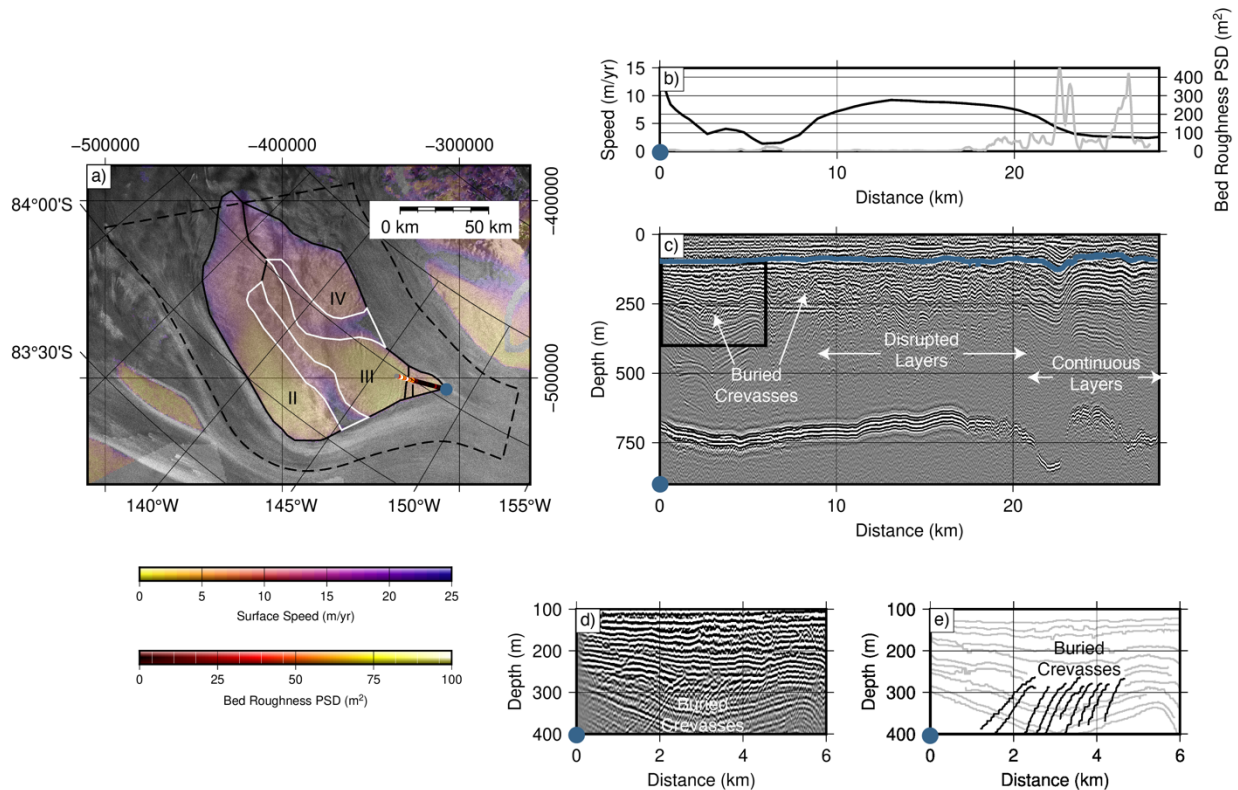 −500000
−400000
−300000
a)
84°00'S
83°30'S
−400000
−500000
0 km
50 km
IV
III
II
140°W
145°W
150°W
155°W
0
5
10
15
20
25
Surface Speed (m/yr)
0
25
50
75
100
Bed Roughness PSD (m²)
b)
Speed (m/yr)
15
10
5
0
400
300
200
100
0
Bed Roughness PSD (m²)
0
10
20
Distance (km)
c)
Depth (m)
0
250
500
750
Buried
Crevasses
Disrupted
Layers
Continuous
Layers
0
10
20
Distance (km)
d)
Depth (m)
100
200
300
400
Buried
Crevasses
0
2
4
6
Distance (km)
e)
Depth (m)
100
200
300
400
Buried
Crevasses
0
2
4
6
Distance (km)